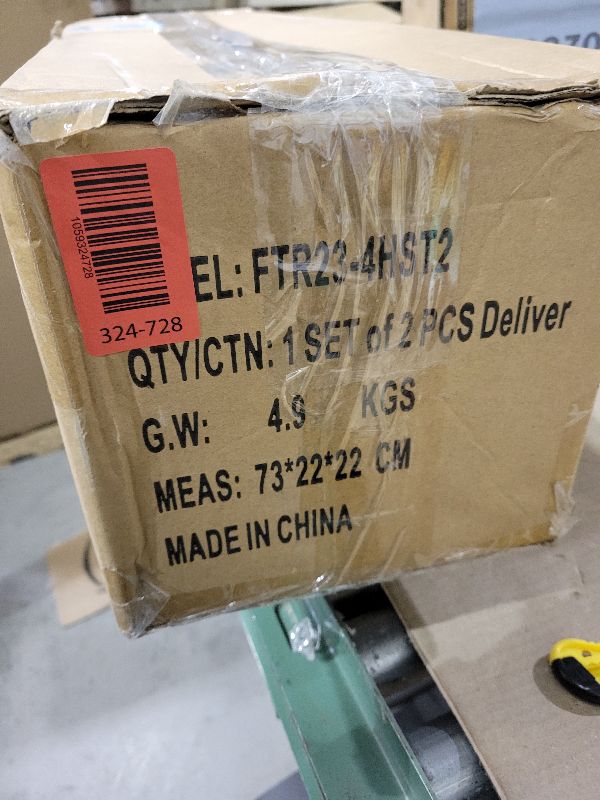 1059324728
324-728
EL: FTR23-4HST2
QTY/CTN: 1 SET of 2 PCS Deliver
G.W: 4.9 KGS
MEAS: 73*22*22 CM
MADE IN CHINA